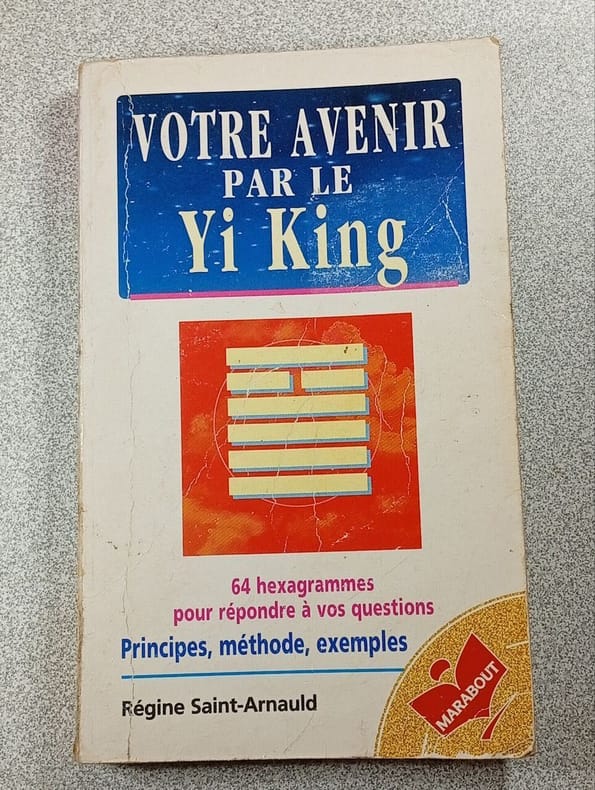 VOTRE AVENIR
PAR LE
Yi King
64 hexagrammes
pour répondre à vos questions
Principes, méthode, exemples
Régine Saint-Arnauld
MARABOUT